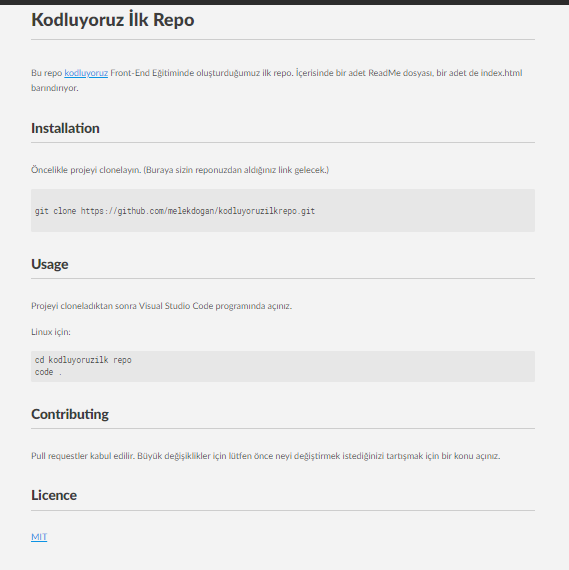 Kodluyoruz İlk Repo
Bu repo kodluyoruz Front-End Eğitiminde oluşturduğumuz ilk repo. İçerisinde bir adet ReadMe dosyası, bir adet de index.html
barındırıyor.
Installation
Öncelikle projeyi clonelayın. (Buraya sizin reponuzdan aldığınız link gelecek.)
git clone https://github.com/melekdogan/kodluyoruzilkrepo.git
Usage
Projeyi cloneladıktan sonra Visual Studio Code programında açınız.
Linux için:
cd kodluyoruzilk repo
code .
Contributing
Pull requestler kabul edilir. Büyük değişiklikler için lütfen önce neyi değiştirmek istediğinizi tartışmak için bir konu açınız.
Licence
MIT